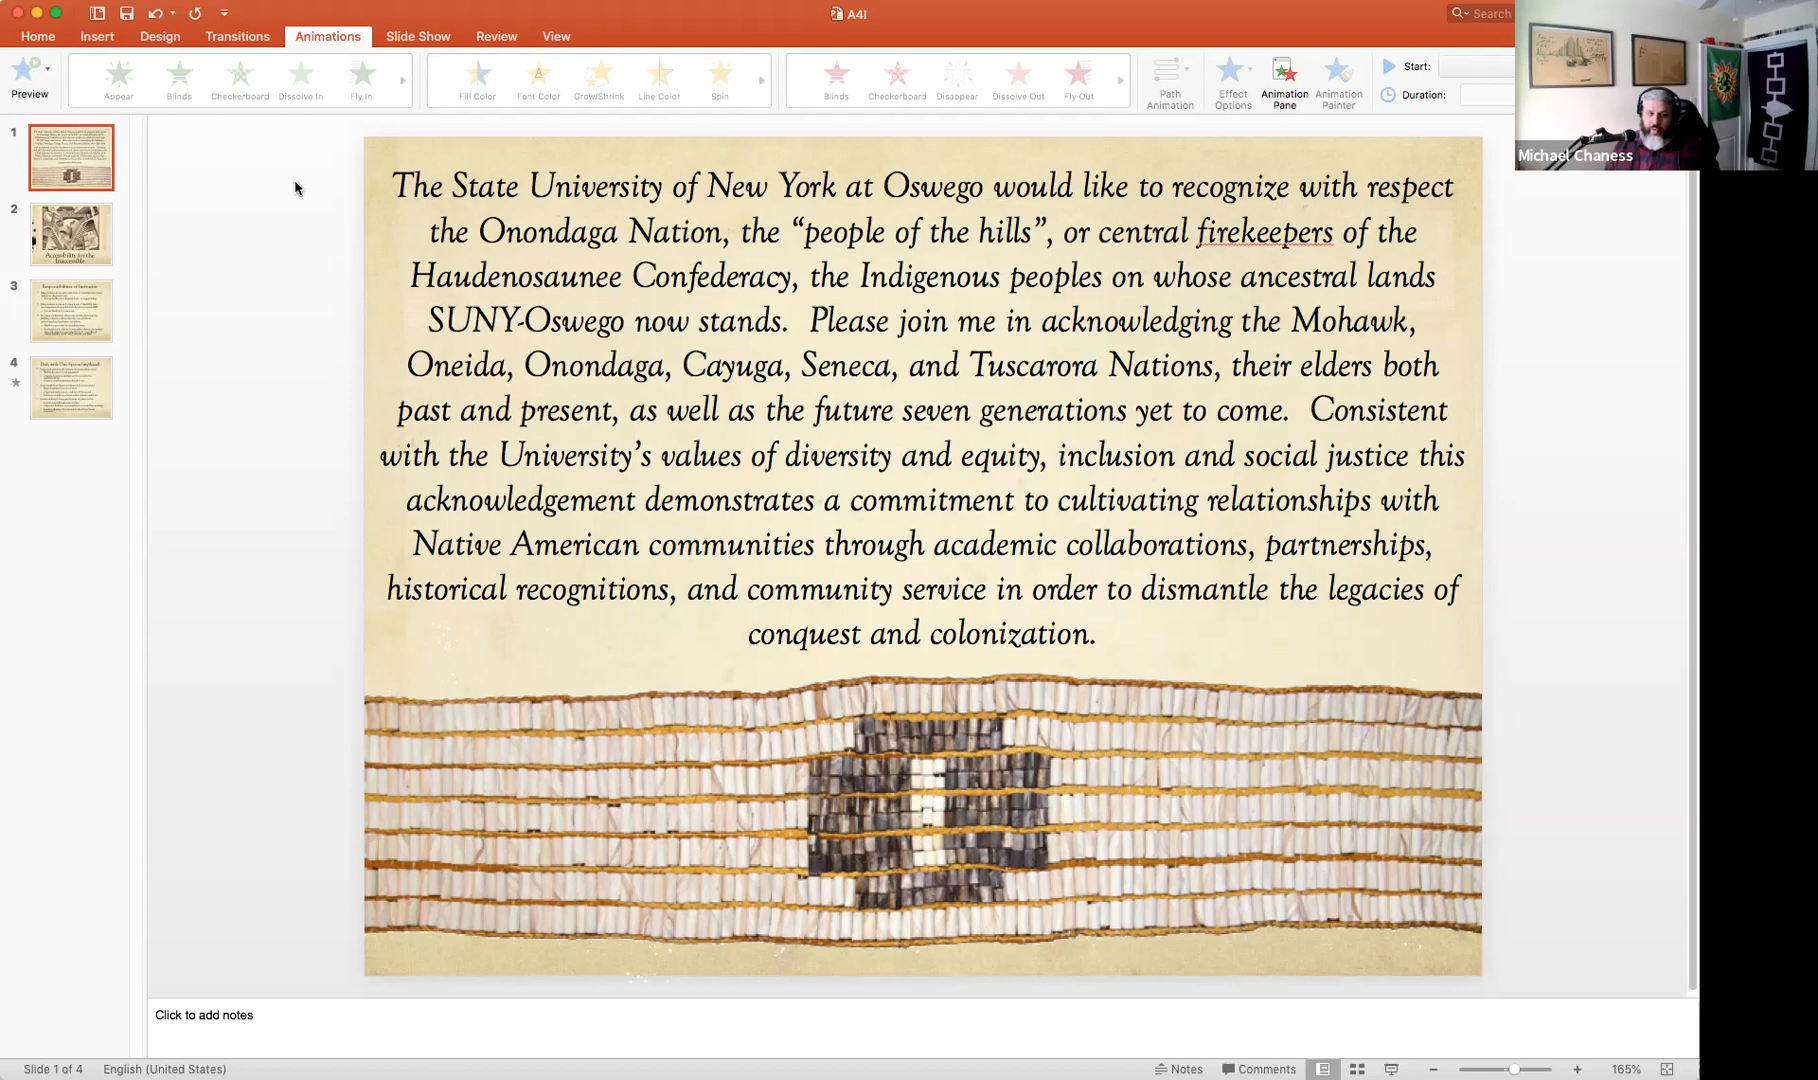 A4I
Search
Home Insert Design Transitions Animations Slide Show Review View
Preview
Appear Blinds Checkerboard Dissolve In Fly In
Fill Color Font Color Grow/Shrink Line Color Spin
Blinds Checkerboard Disappear Dissolve Out Fly Out
Path Animation
Effect Options
Animation Pane
Animation Painter
Start:
Duration:
Michael Chaness
1
2
Accessibility for the Inaccessible
3
4
The State University of New York at Oswego would like to recognize with respect
the Onondaga Nation, the “people of the hills”, or central firekeepers of the
Haudenosaunee Confederacy, the Indigenous peoples on whose ancestral lands
SUNY-Oswego now stands.  Please join me in acknowledging the Mohawk,
Oneida, Onondaga, Cayuga, Seneca, and Tuscarora Nations, their elders both
past and present, as well as the future seven generations yet to come.  Consistent
with the University’s values of diversity and equity, inclusion and social justice this
acknowledgement demonstrates a commitment to cultivating relationships with
Native American communities through academic collaborations, partnerships,
historical recognitions, and community service in order to dismantle the legacies of
conquest and colonization.
Click to add notes
Slide 1 of 4 English (United States)
Notes Comments 165%